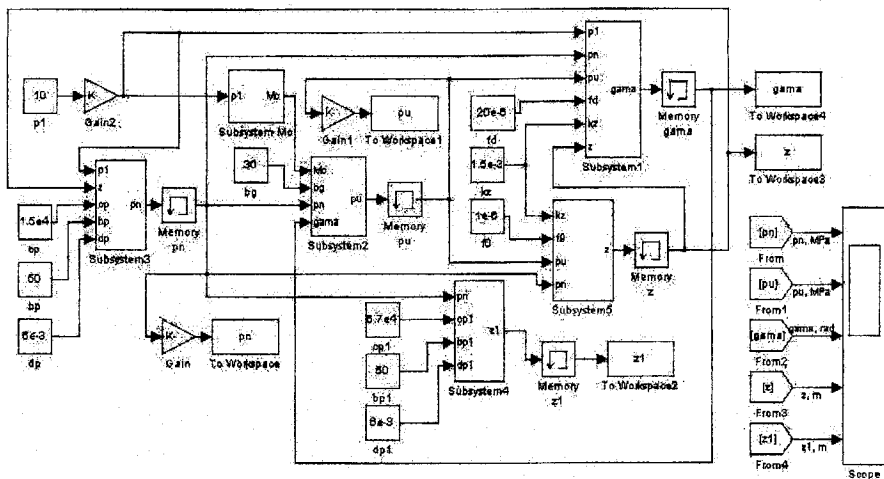 10
p1
K
Gain2
p1 Mo
Subsystem Mo
K
Gain1
pu
To Workspace1
30
bg
Mo
bg
pn
gama
pu
Subsystem2
Memory
pu
p1
z
cp
bp
dp
pn
Subsystem3
Memory
pn
1.5e4
cp
50
bp
6e-3
dp
K
Gain
pn
To Workspace
p1
pn
pu
fd
kz
z
gama
Subsystem1
Memory
gama
gama
To Workspace4
z
To Workspace3
20e-6
fd
1.5e-3
kz
1e-6
f0
kz
f0
pu
pn
z
Subsystem5
Memory
z
pn
cp1
bp1
dp1
z1
Subsystem4
Memory
z1
z1
To Workspace2
5.7e4
cp1
50
bp1
6e-3
dp1
[pn]
pn, MPa
From
[pu]
pu, MPa
From1
[gama]
gama, rad
From2
[z]
z, m
From3
[z1]
z1, m
From4
Scope